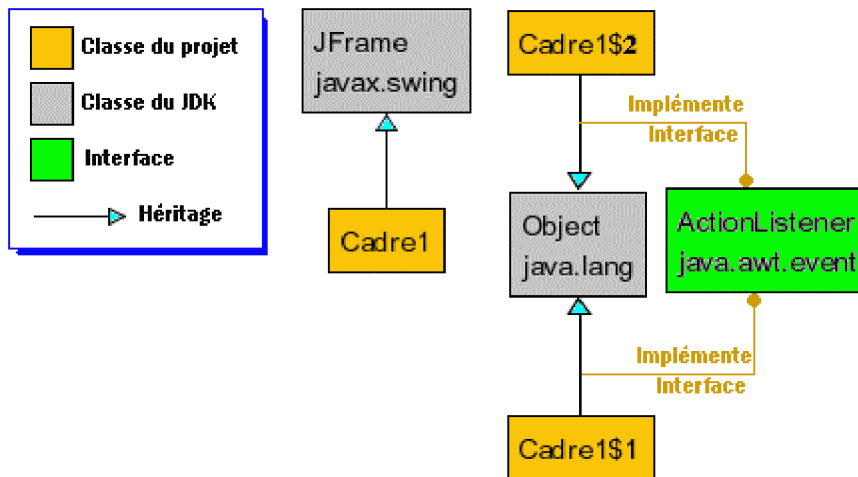 Classe du projet
Classe du JDK
Interface
Héritage
JFrame
javax.swing
Cadre1
Cadre1$2
Implémente
Interface
Object
java.lang
ActionListener
java.awt.event
Implémente
Interface
Cadre1$1